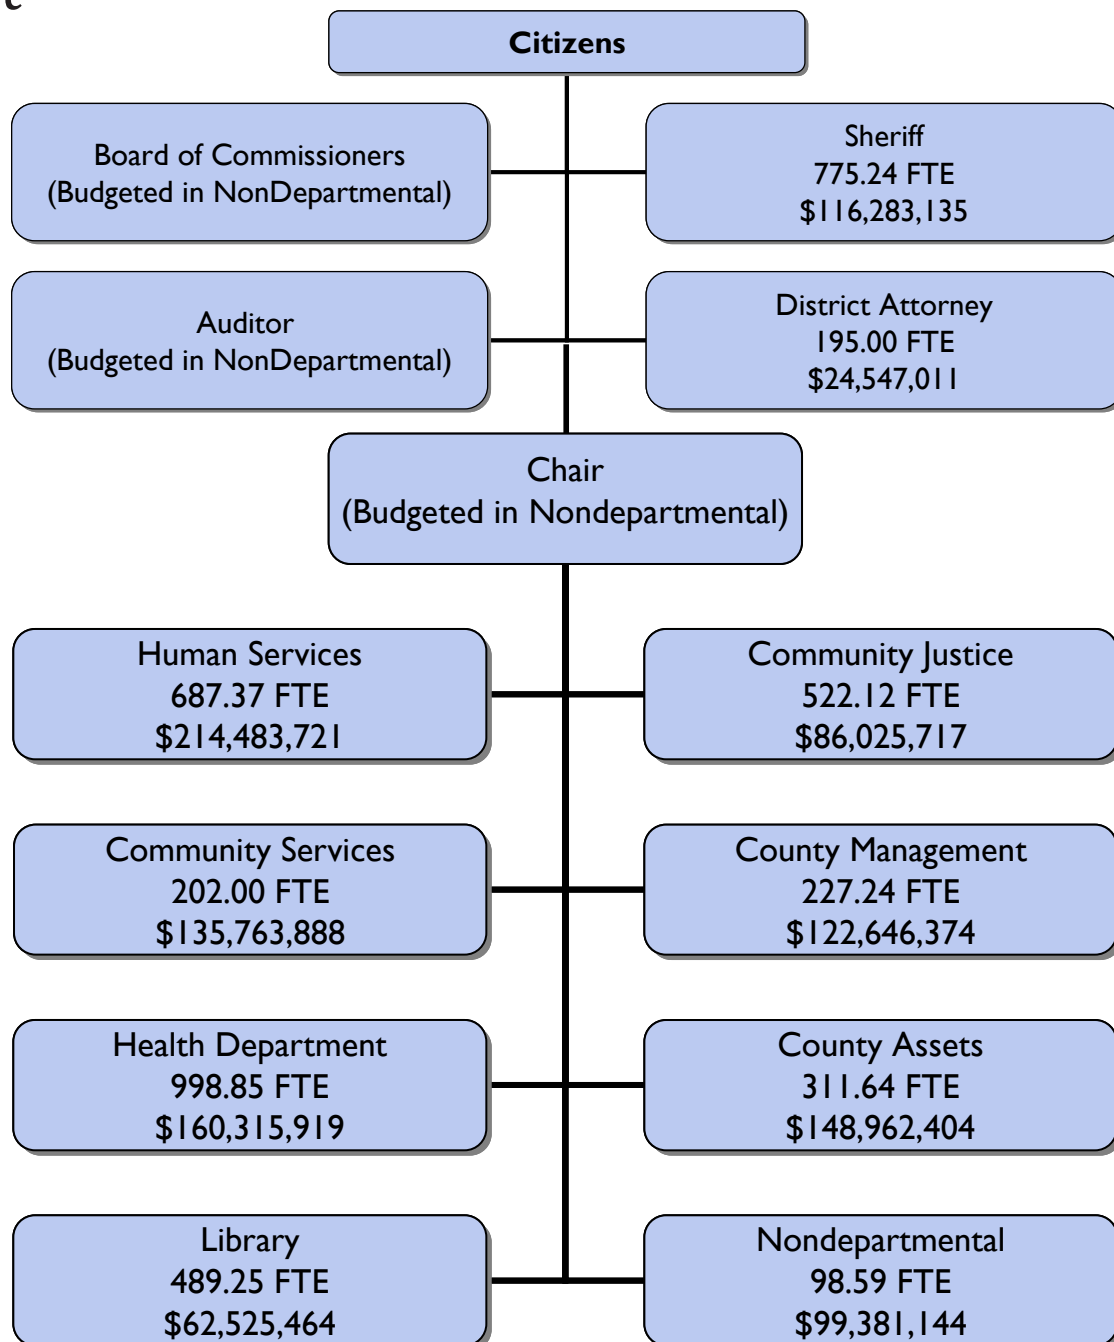 Citizens
Board of Commissioners
(Budgeted in NonDepartmental)
Sheriff
775.24 FTE
$116,283,135
Auditor
(Budgeted in NonDepartmental)
District Attorney
195.00 FTE
$24,547,011
Chair
(Budgeted in Nondepartmental)
Human Services
687.37 FTE
$214,483,721
Community Justice
522.12 FTE
$86,025,717
Community Services
202.00 FTE
$135,763,888
County Management
227.24 FTE
$122,646,374
Health Department
998.85 FTE
$160,315,919
County Assets
311.64 FTE
$148,962,404
Library
489.25 FTE
$62,525,464
Nondepartmental
98.59 FTE
$99,381,144